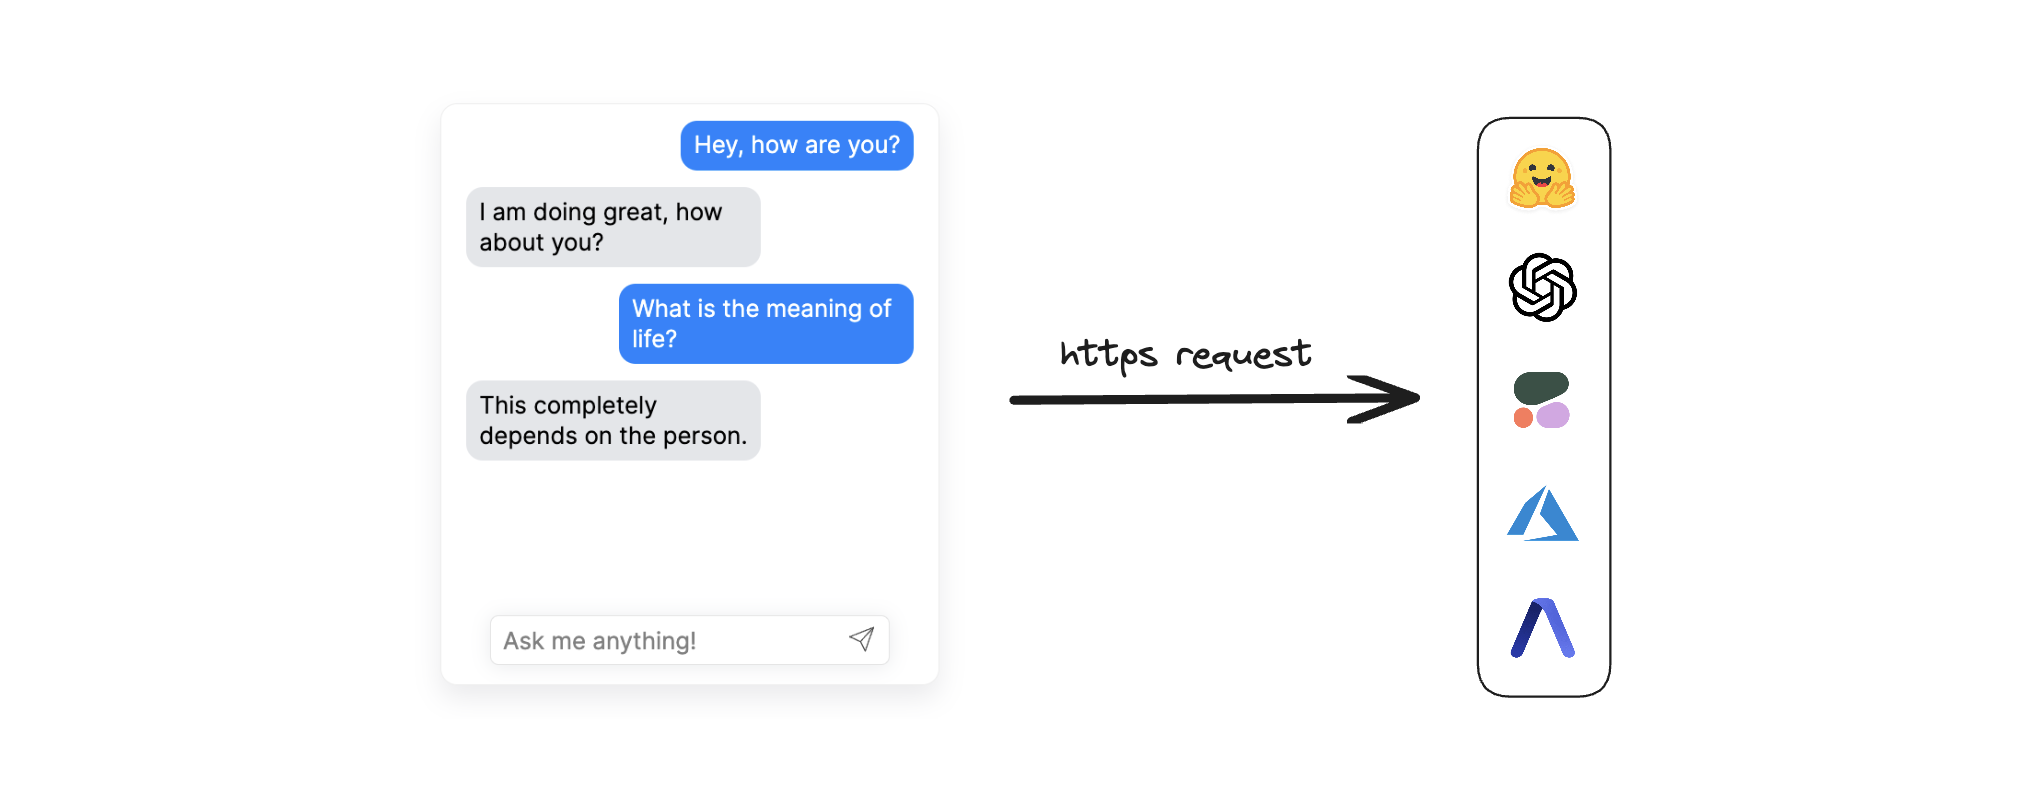 Hey, how are you?
I am doing great, how
about you?
What is the meaning of
life?
This completely
depends on the person.
Ask me anything!
https request